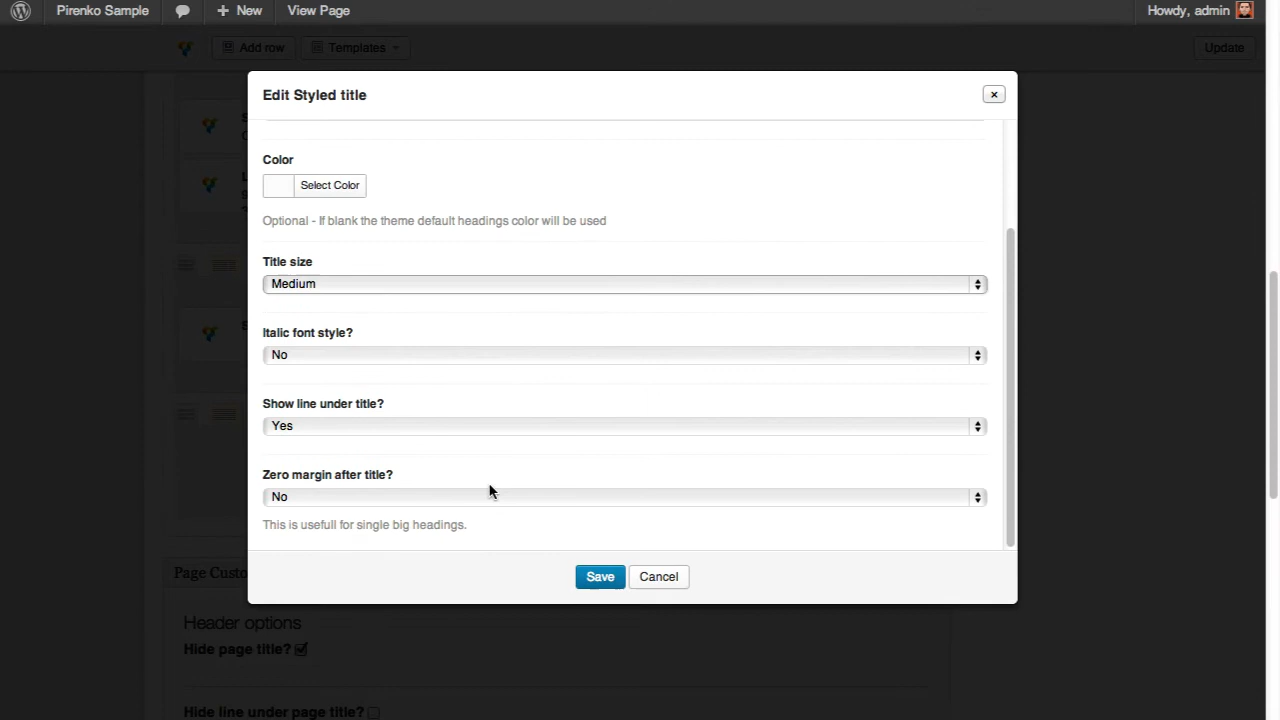 Pirenko Sample
New
View Page
Howdy, admin
Add row
Templates
Update
Edit Styled title
Color
Select Color
Optional - If blank the theme default headings color will be used
Title size
Medium
Italic font style?
No
Show line under title?
Yes
Zero margin after title?
No
This is usefull for single big headings.
Save
Cancel
Page Custo
Header options
Hide page title?
Hide line under page title?